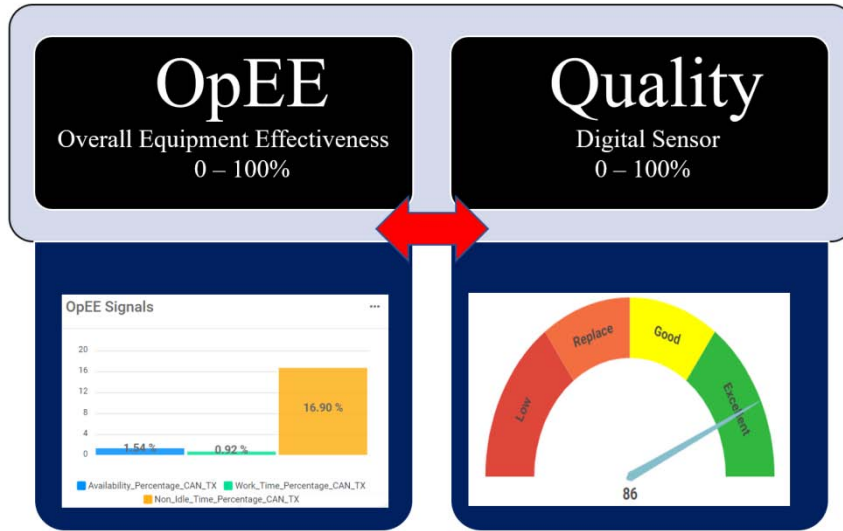 OpEE
Overall Equipment Effectiveness
0 – 100%
Quality
Digital Sensor
0 – 100%
OpEE Signals
...
20
16
12
8
4
0
1.54 %
0.92 %
16.90 %
Availability_Percentage_CAN_TX
Work_Time_Percentage_CAN_TX
Non_Idle_Time_Percentage_CAN_TX
Low
Replace
Good
Excellent
86